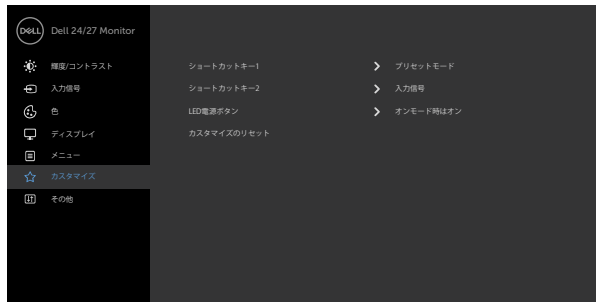 DELL Dell 24/27 Monitor
輝度/コントラスト
入力信号
色
ディスプレイ
メニュー
カスタマイズ
その他
ショートカットキー1 プリセットモード
ショートカットキー2 入力信号
LED電源ボタン オンモード時はオン
カスタマイズのリセット